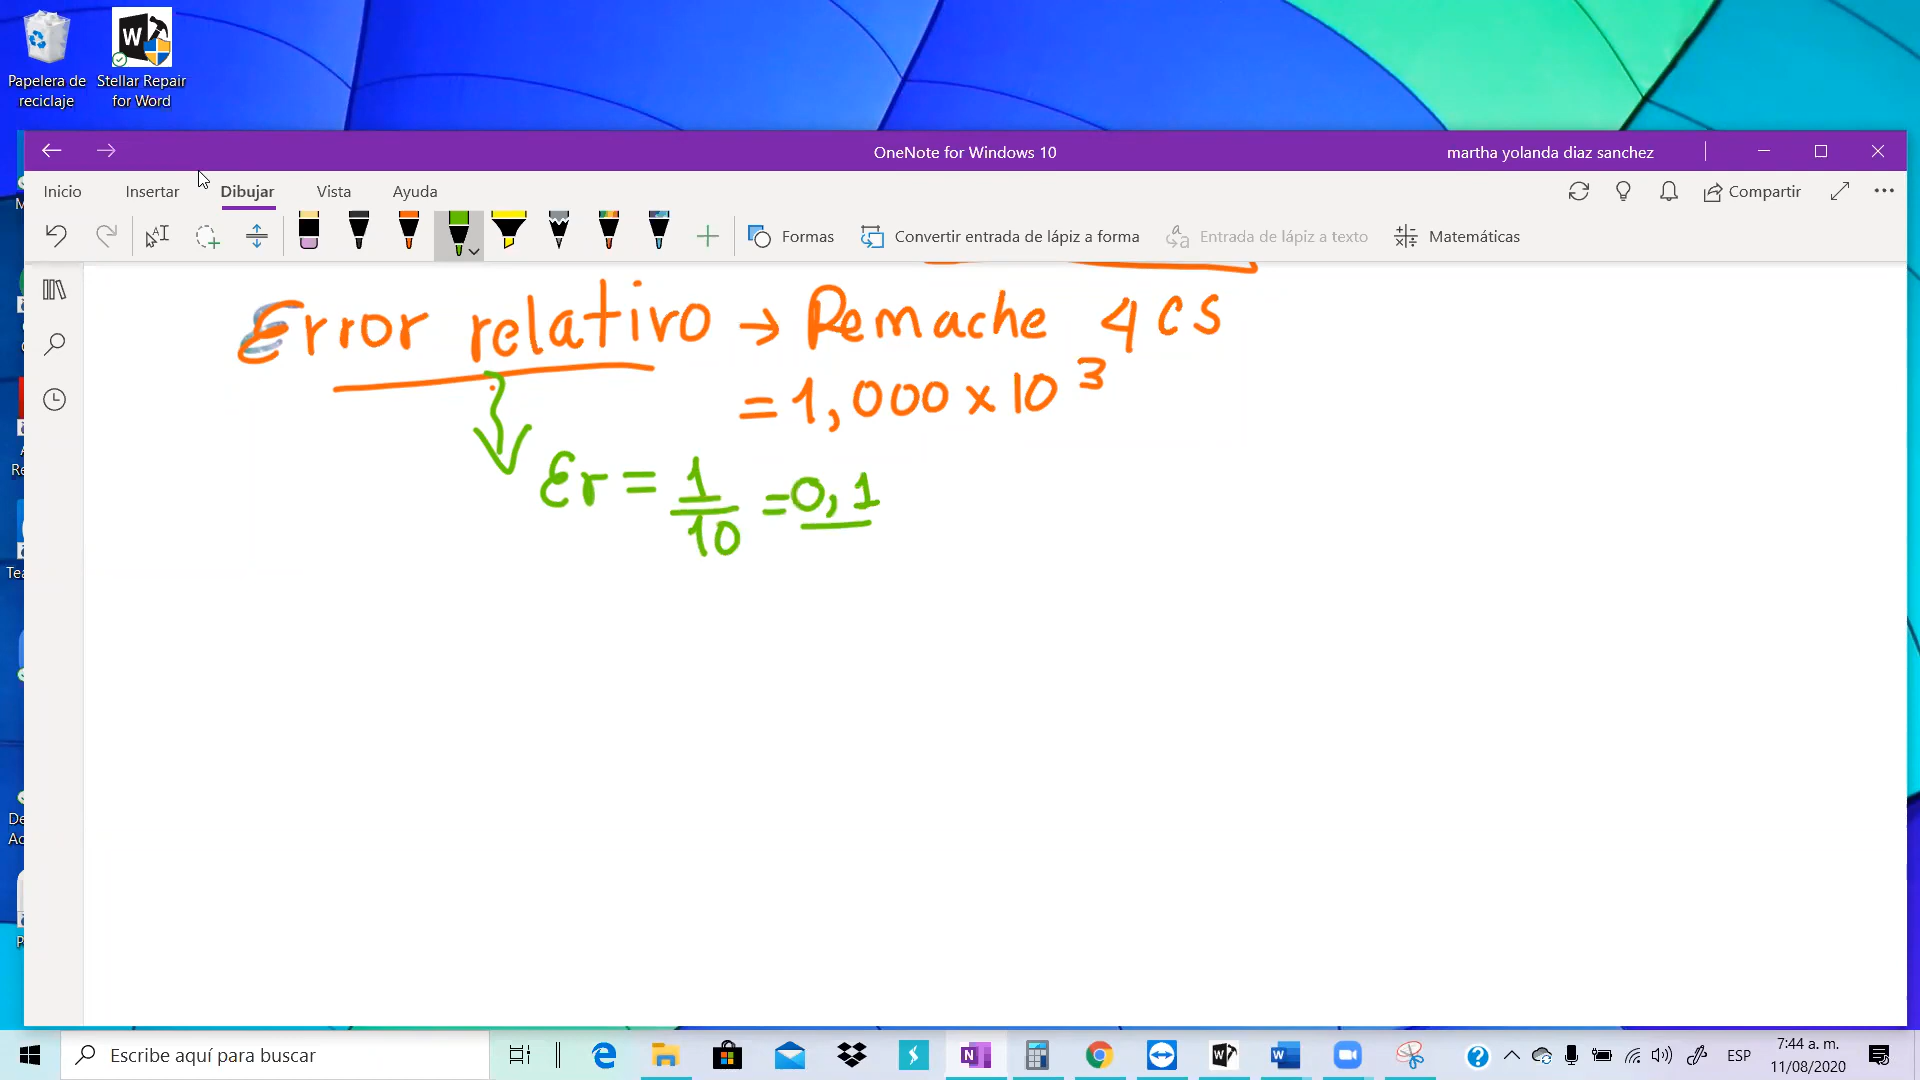 Papelera de reciclaje
Stellar Repair for Word
OneNote for Windows 10
martha yolanda diaz sanchez
Inicio
Insertar
Dibujar
Vista
Ayuda
Compartir
Formas
Convertir entrada de lápiz a forma
Entrada de lápiz a texto
Matemáticas
Error relativo → Remache 4 CS
= 1,000 x 10³
Er = 1/10 = 0,1
Escribe aquí para buscar
ESP
7:44 a. m.
11/08/2020